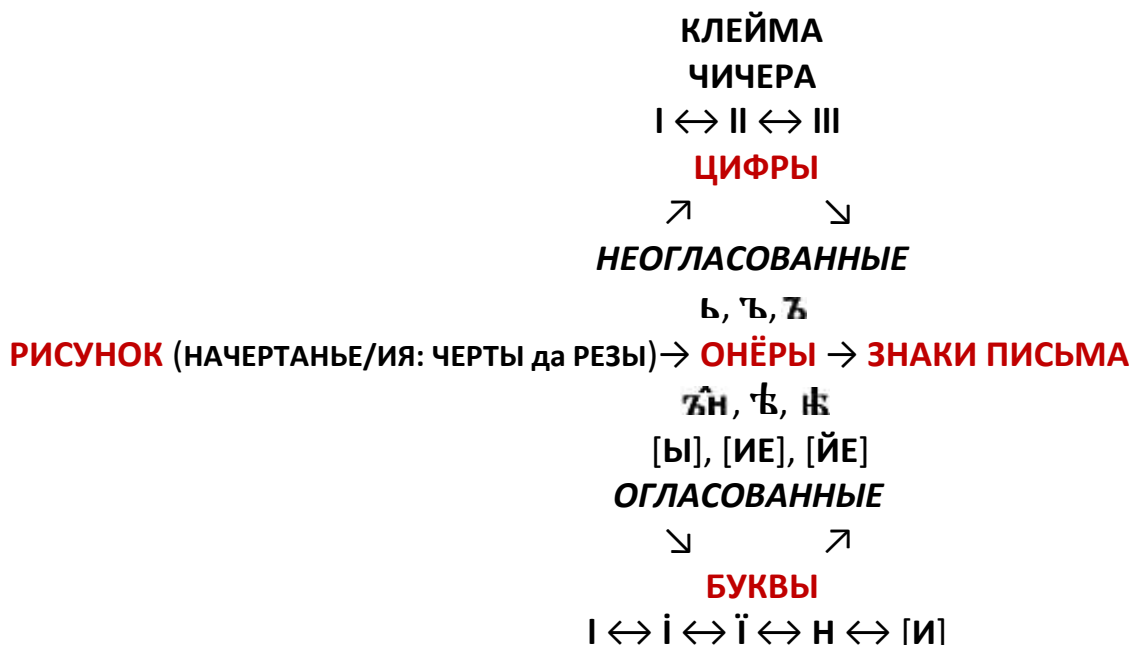 КЛЕЙМА
ЧИЧЕРА
I ↔ II ↔ III
ЦИФРЫ
↗ ↘
НЕОГЛАСОВАННЫЕ
ь, ъ, ꙏ
РИСУНОК (НАЧЕРТАНЬЕ/ИЯ: ЧЕРТЫ да РЕЗЫ)→ ОНЁРЫ → ЗНАКИ ПИСЬМА
ѣ
[Ы], [ИЕ], [ЙЕ]
ОГЛАСОВАННЫЕ
↘ ↗
БУКВЫ
I ↔ İ ↔ Ï ↔ Н ↔ [И]